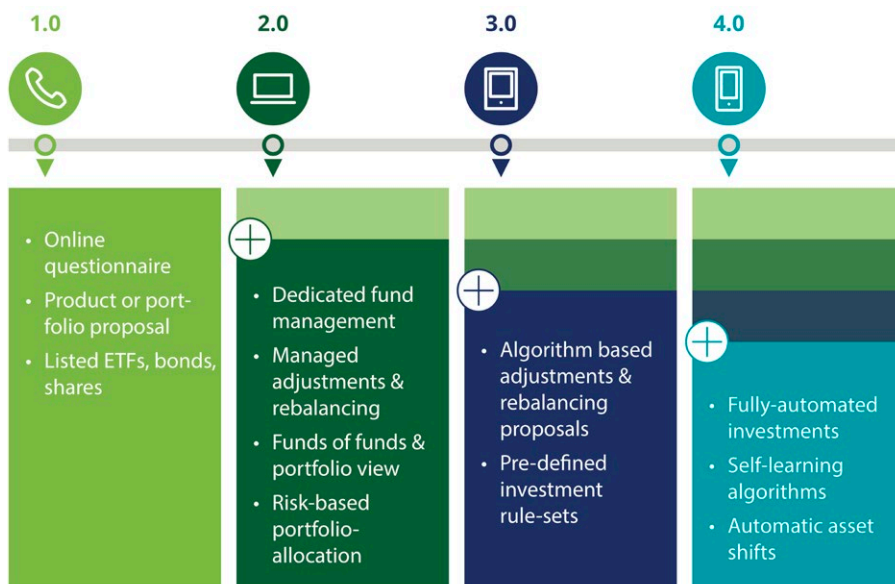 1.0
2.0
3.0
4.0
• Online
questionnaire
• Product or port-
folio proposal
• Listed ETFs, bonds,
shares
• Dedicated fund
management
• Managed
adjustments &
rebalancing
• Funds of funds &
portfolio view
• Risk-based
portfolio-
allocation
• Algorithm based
adjustments &
rebalancing
proposals
• Pre-defined
investment
rule-sets
• Fully-automated
investments
• Self-learning
algorithms
• Automatic asset
shifts